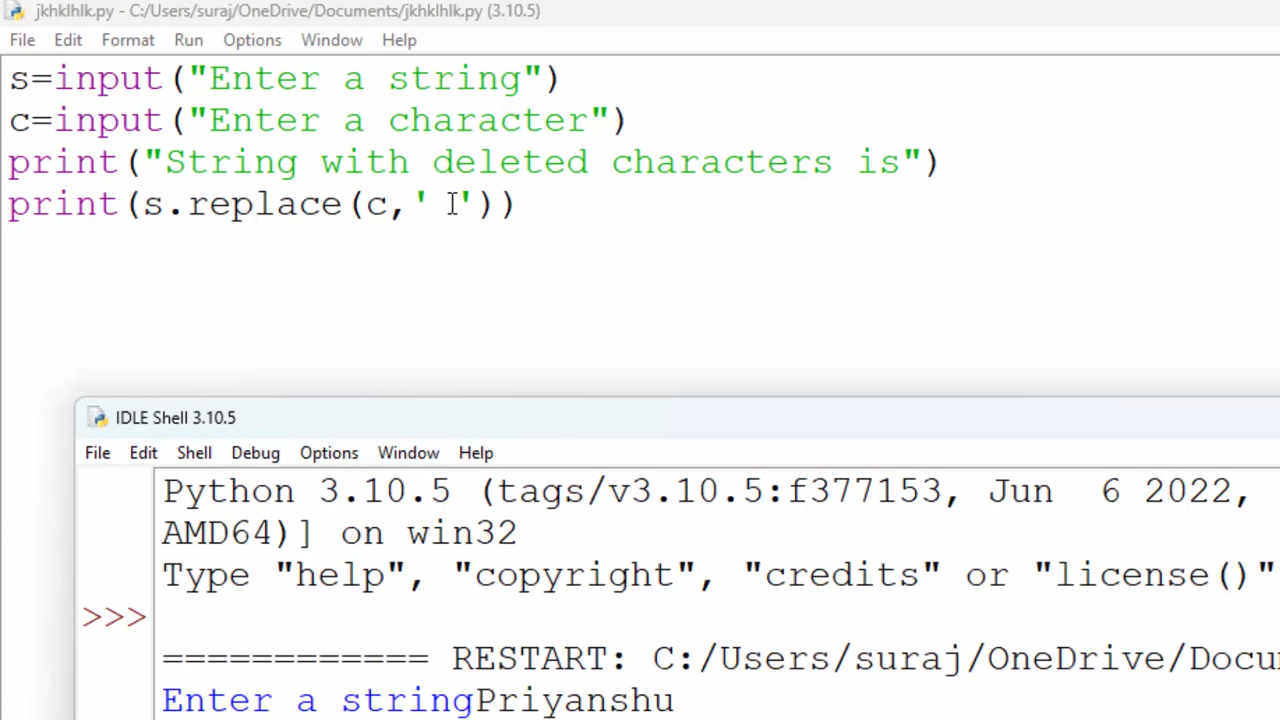 jkhklhlk.py - C:/Users/suraj/OneDrive/Documents/jkhklhlk.py (3.10.5)
File Edit Format Run Options Window Help
s=input("Enter a string")
c=input("Enter a character")
print("String with deleted characters is")
print(s.replace(c,'  '))
IDLE Shell 3.10.5
File Edit Shell Debug Options Window Help
Python 3.10.5 (tags/v3.10.5:f377153, Jun  6 2022,
AMD64)] on win32
Type "help", "copyright", "credits" or "license()"
>>>
============ RESTART: C:/Users/suraj/OneDrive/Docu
Enter a stringPriyanshu